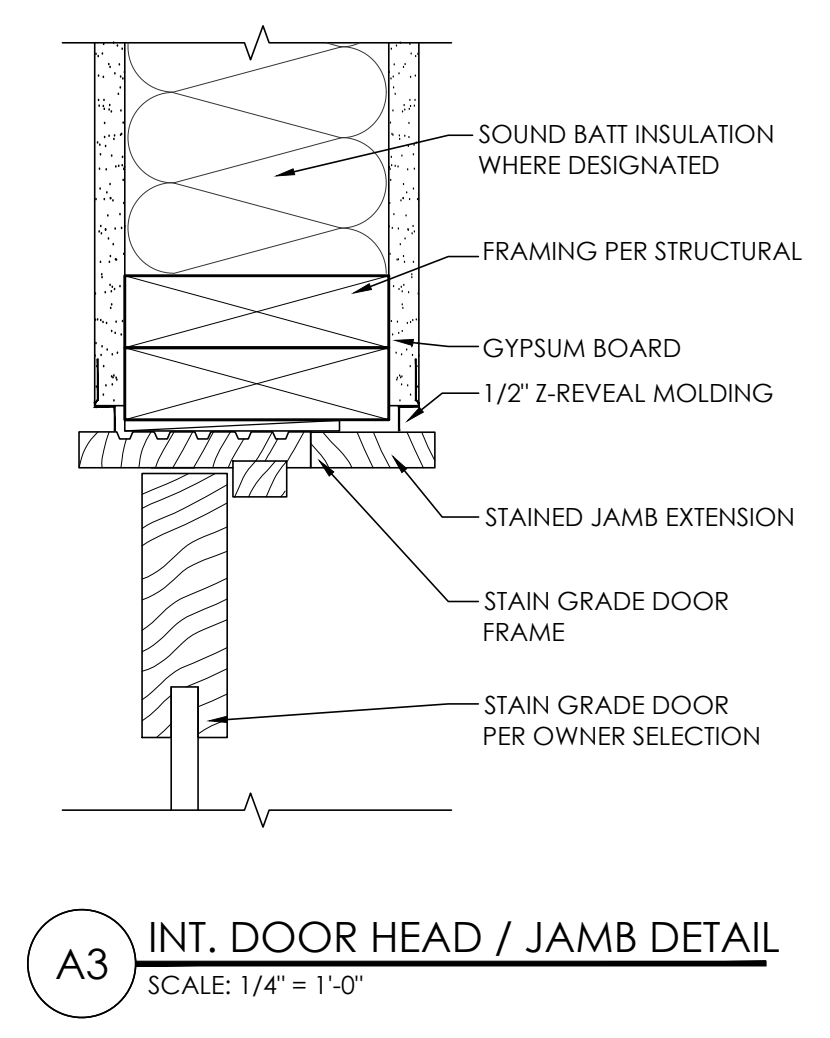 SOUND BATT INSULATION
WHERE DESIGNATED
FRAMING PER STRUCTURAL
GYPSUM BOARD
1/2" Z-REVEAL MOLDING
STAINED JAMB EXTENSION
STAIN GRADE DOOR
FRAME
STAIN GRADE DOOR
PER OWNER SELECTION
A3
INT. DOOR HEAD / JAMB DETAIL
SCALE: 1/4" = 1'-0"